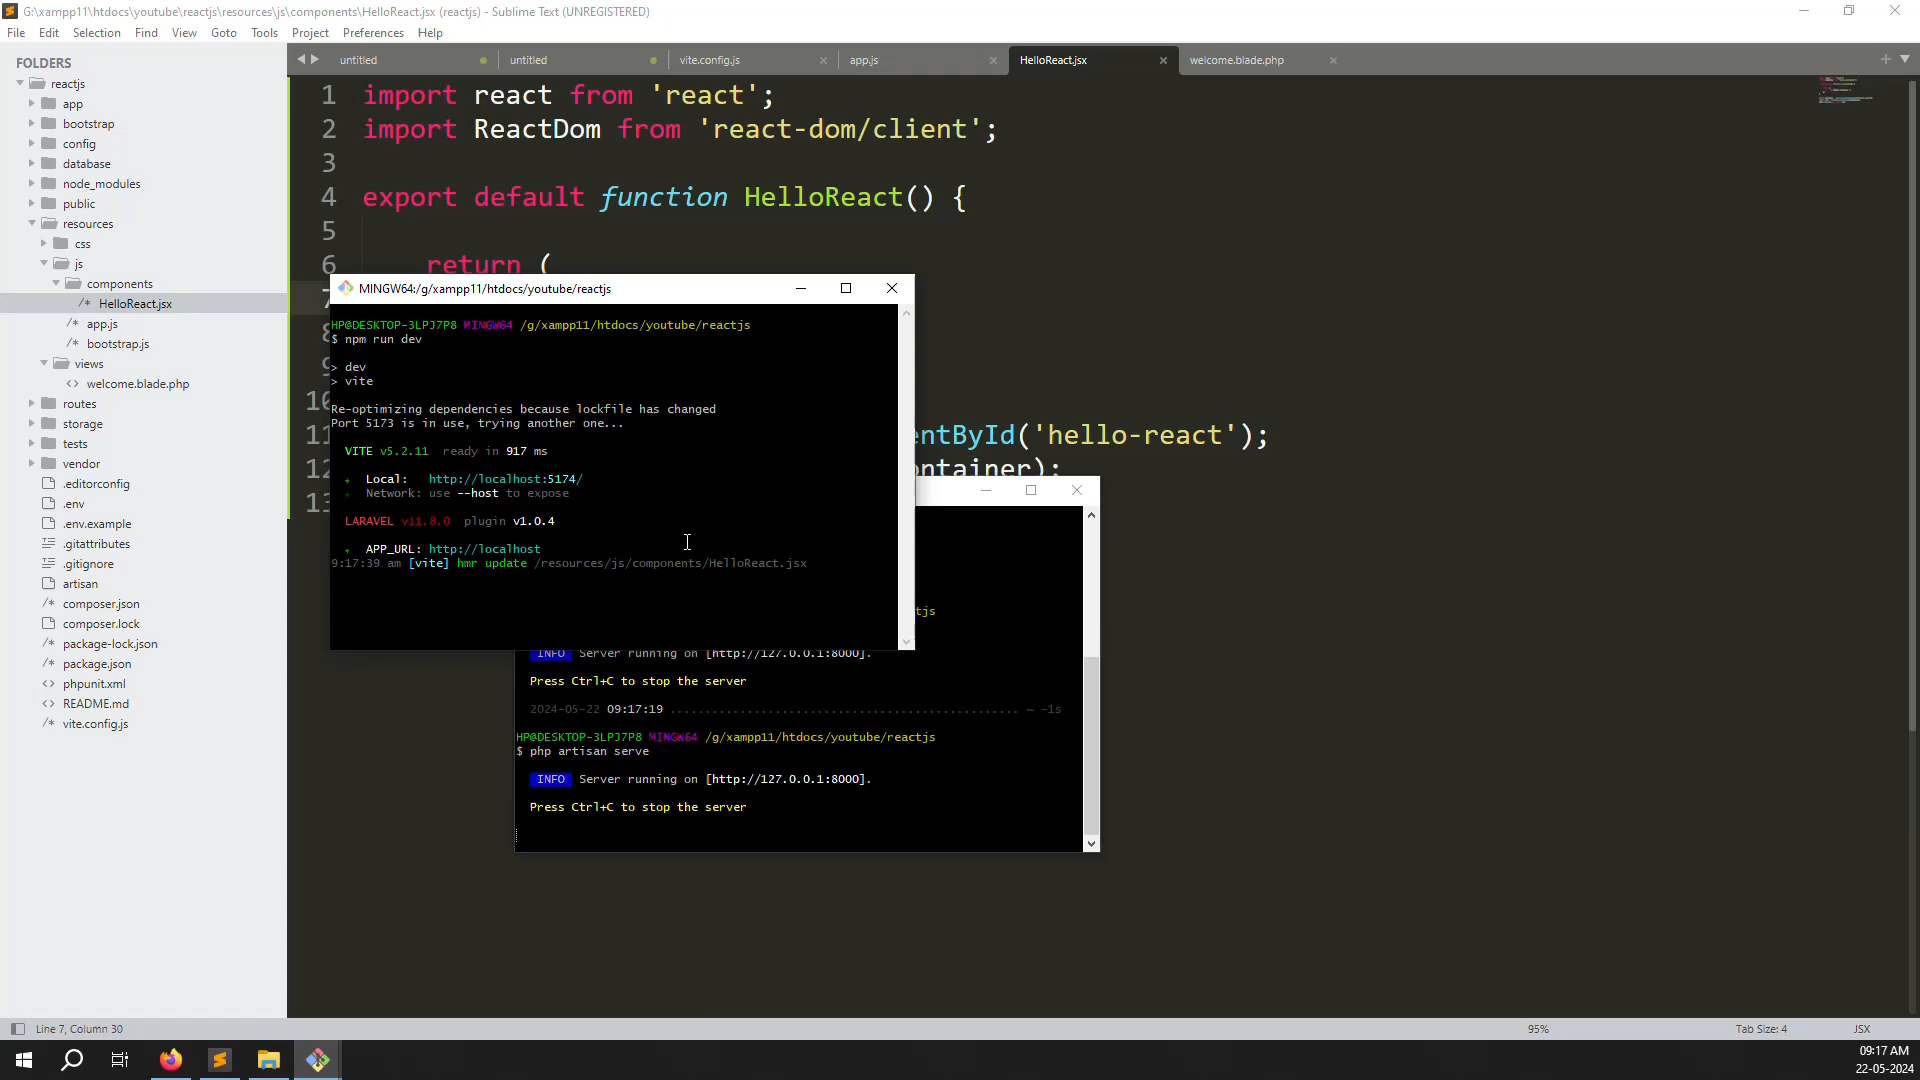 G:\xampp11\htdocs\youtube\reactjs\resources\js\components\HelloReact.jsx (reactjs) - Sublime Text (UNREGISTERED)
File Edit Selection Find View Goto Tools Project Preferences Help
FOLDERS
reactjs
app
bootstrap
config
database
node_modules
public
resources
css
js
components
HelloReact.jsx
app.js
bootstrap.js
views
welcome.blade.php
routes
storage
tests
vendor
.editorconfig
.env
.env.example
.gitattributes
.gitignore
artisan
composer.json
composer.lock
package-lock.json
package.json
phpunit.xml
README.md
vite.config.js
untitled untitled vite.config.js app.js HelloReact.jsx welcome.blade.php
1 import react from 'react';
2 import ReactDom from 'react-dom/client';
3
4 export default function HelloReact() {
5
6 return (
10
11 entById('hello-react');
12 ontainer);
13
MINGW64:/g/xampp11/htdocs/youtube/reactjs
HP@DESKTOP-3LPJ7P8 MINGW64 /g/xampp11/htdocs/youtube/reactjs
$ npm run dev
> dev
> vite
Re-optimizing dependencies because lockfile has changed
Port 5173 is in use, trying another one...
VITE v5.2.11 ready in 917 ms
Local: http://localhost:5174/
Network: use --host to expose
LARAVEL v11.8.0 plugin v1.0.4
APP_URL: http://localhost
9:17:39 am [vite] hmr update /resources/js/components/HelloReact.jsx
tjs
INFO Server running on [http://127.0.0.1:8000].
Press Ctrl+C to stop the server
2024-05-22 09:17:19 ................................................. ~ -1s
HP@DESKTOP-3LPJ7P8 MINGW64 /g/xampp11/htdocs/youtube/reactjs
$ php artisan serve
INFO Server running on [http://127.0.0.1:8000].
Press Ctrl+C to stop the server
Line 7, Column 30 95% Tab Size: 4 JSX
09:17 AM
22-05-2024